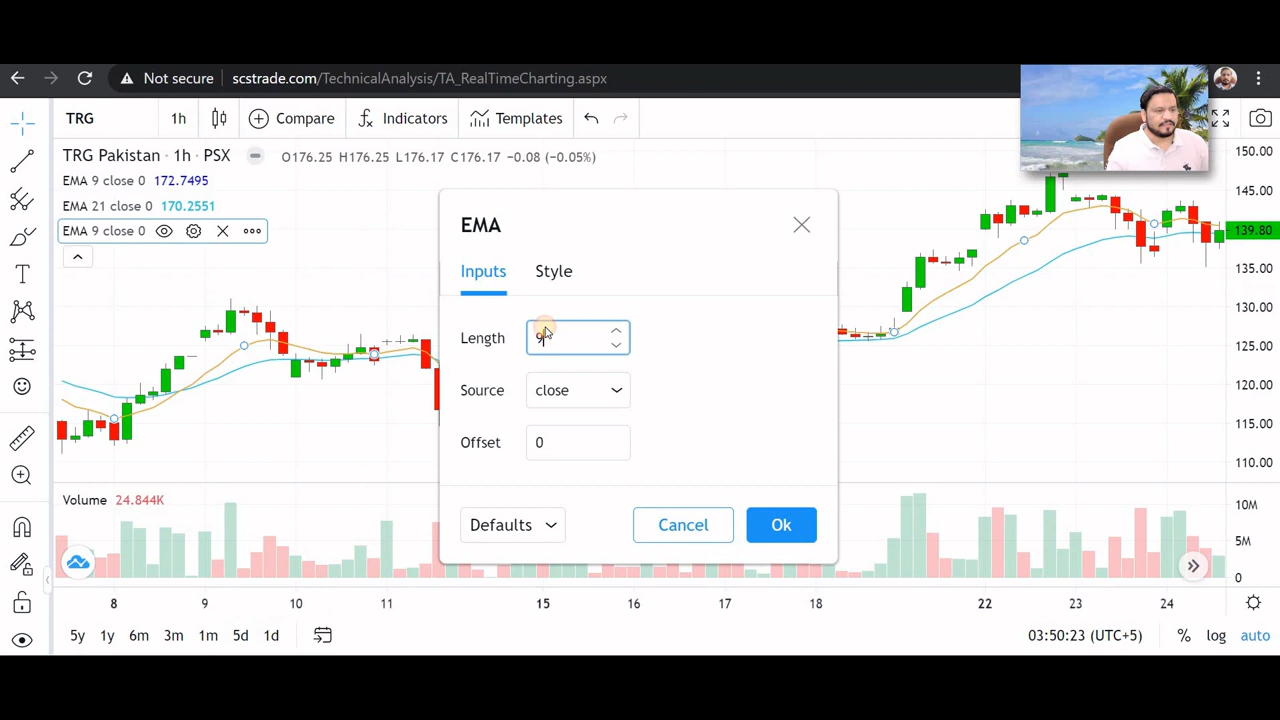 Not secure scstrade.com/TechnicalAnalysis/TA_RealTimeCharting.aspx
TRG 1h Compare Indicators Templates
TRG Pakistan · 1h · PSX O176.25 H176.25 L176.17 C176.17 −0.08 (−0.05%)
EMA 9 close 0 172.7495
EMA 21 close 0 170.2551
EMA 9 close 0
150.00
145.00
139.80
135.00
130.00
125.00
120.00
115.00
110.00
EMA
Inputs Style
Length 9
Source close
Offset 0
Defaults Cancel Ok
Volume 24.844K
10M
5M
0
8 9 10 11 15 16 17 18 22 23 24
5y 1y 6m 3m 1m 5d 1d 03:50:23 (UTC+5) % log auto